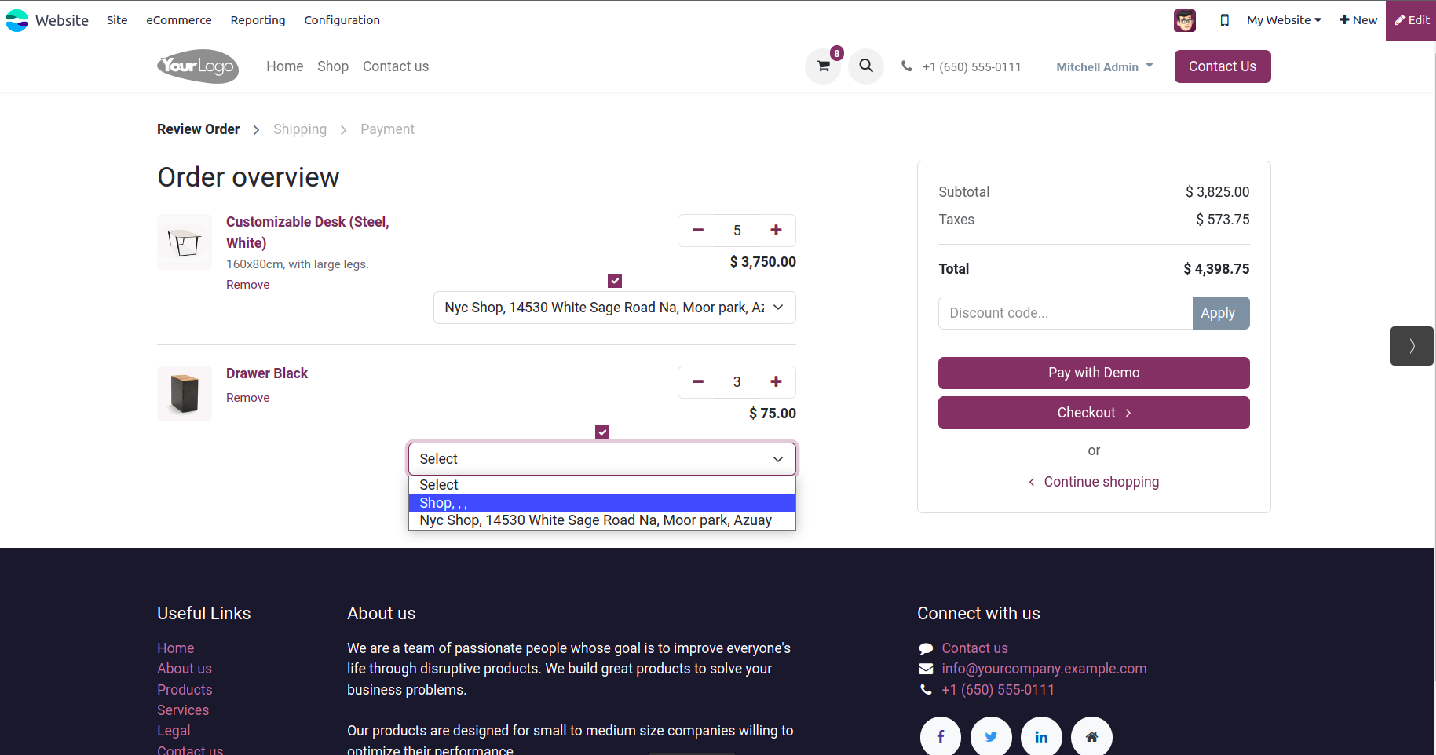 Website Site eCommerce Reporting Configuration My Website + New Edit
YourLogo Home Shop Contact us 8 +1 (650) 555-0111 Mitchell Admin Contact Us
Review Order > Shipping > Payment
Order overview
Customizable Desk (Steel,
White)
160x80cm, with large legs.
Remove
− 5 +
$ 3,750.00
Nyc Shop, 14530 White Sage Road Na, Moor park, Az
Drawer Black
Remove
− 3 +
$ 75.00
Select
Select
Shop, , ,
Nyc Shop, 14530 White Sage Road Na, Moor park, Azuay
Subtotal $ 3,825.00
Taxes $ 573.75
Total $ 4,398.75
Discount code... Apply
Pay with Demo
Checkout >
or
< Continue shopping
Useful Links
Home
About us
Products
Services
Legal
Contact us
About us
We are a team of passionate people whose goal is to improve everyone's
life through disruptive products. We build great products to solve your
business problems.
Our products are designed for small to medium size companies willing to
optimize their performance.
Connect with us
Contact us
info@yourcompany.example.com
+1 (650) 555-0111